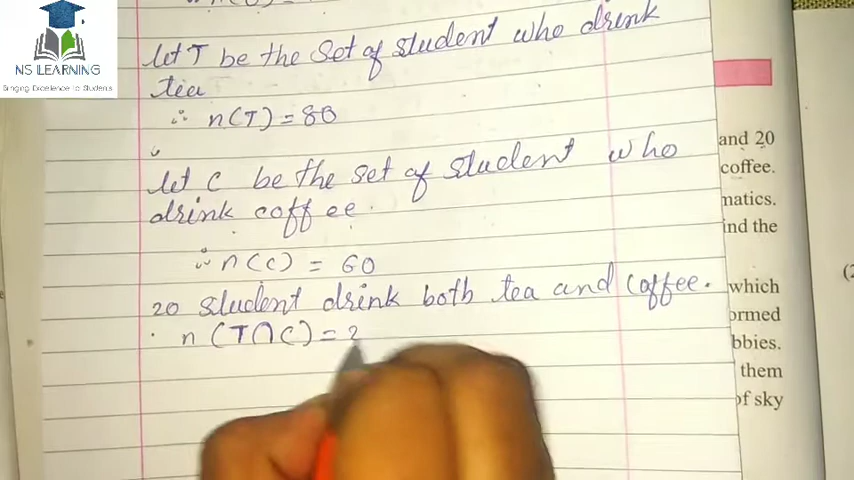 NS LEARNING
Bringing Excellence to Students
let T be the set of student who drink
tea
∴ n(T) = 80
let C be the set of student who
drink coffee.
∴ n(C) = 60
20 student drink both tea and coffee.
n (T∩C) = 2
and 20
coffee.
matics.
ind the
which
ormed
bbies.
them
of sky